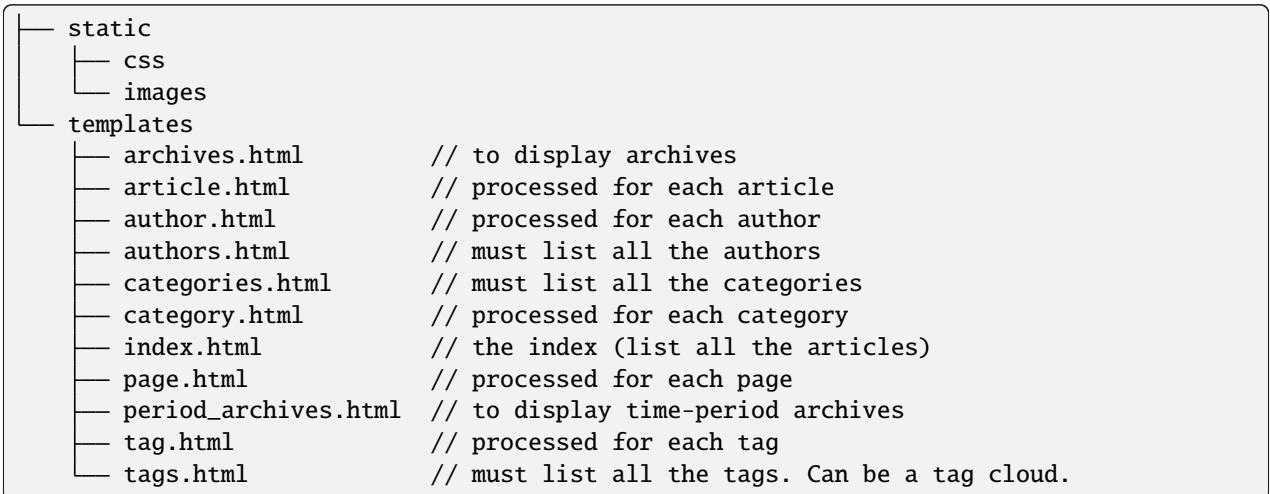 ├── static
│   ├── css
│   └── images
└── templates
    ├── archives.html         // to display archives
    ├── article.html          // processed for each article
    ├── author.html           // processed for each author
    ├── authors.html          // must list all the authors
    ├── categories.html       // must list all the categories
    ├── category.html         // processed for each category
    ├── index.html            // the index (list all the articles)
    ├── page.html             // processed for each page
    ├── period_archives.html  // to display time-period archives
    ├── tag.html              // processed for each tag
    └── tags.html             // must list all the tags. Can be a tag cloud.